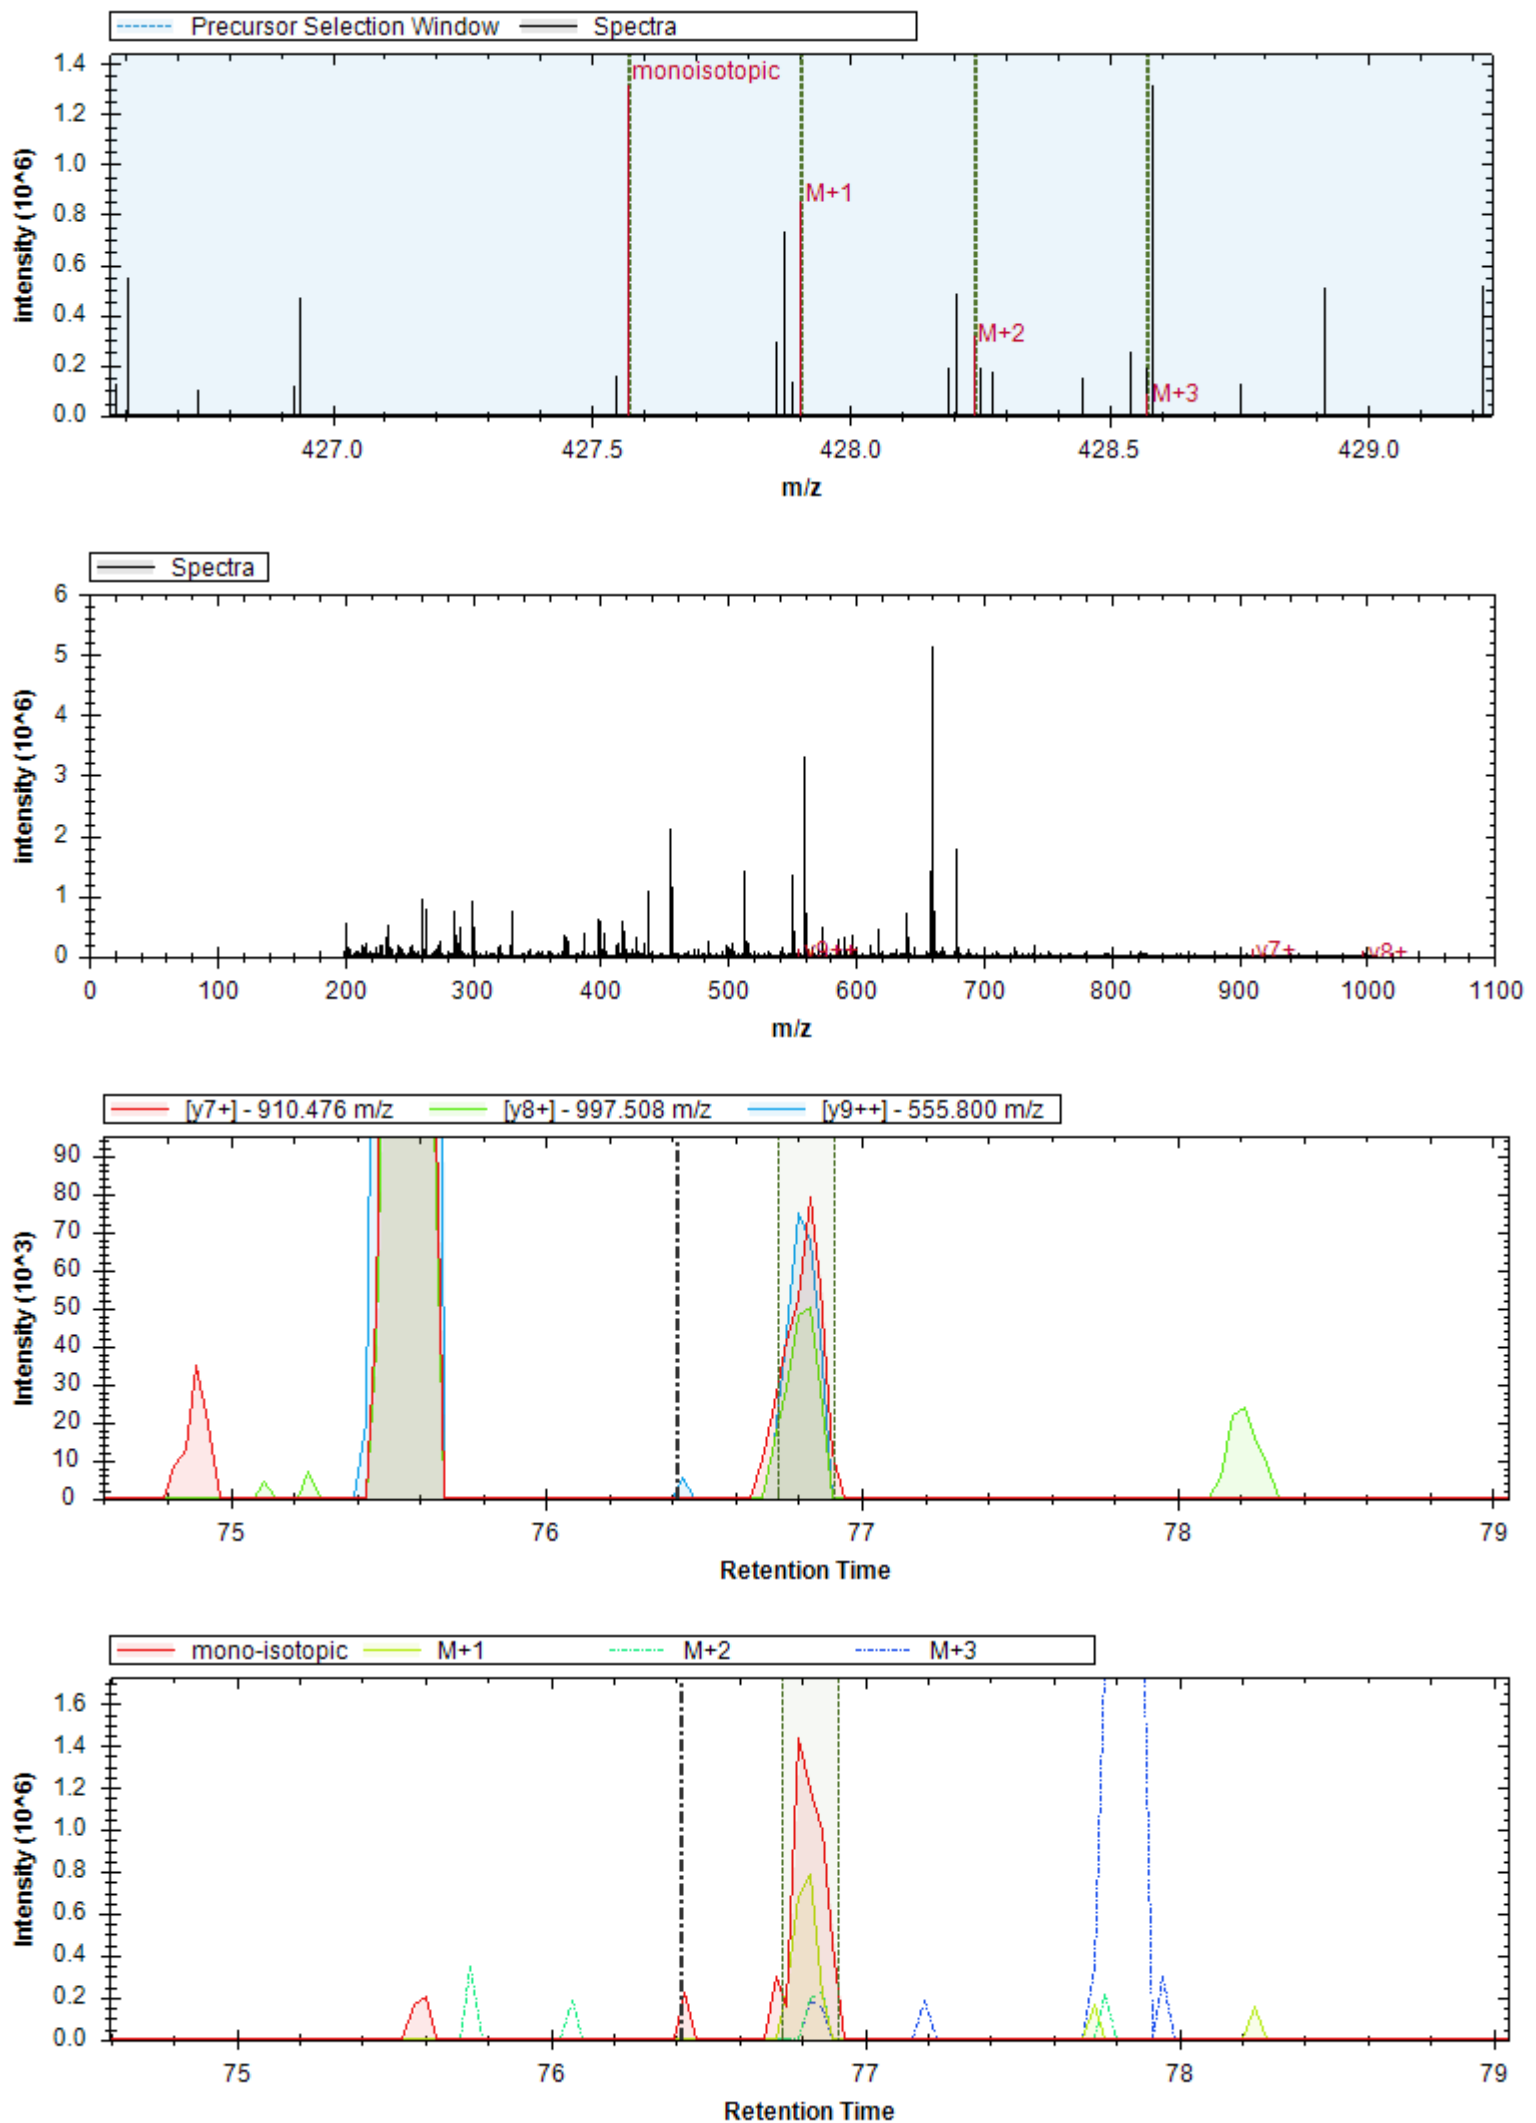 Precursor Selection Window Spectra
monoisotopic
M+1
M+2
M+3
1.4
1.2
1.0
0.8
0.6
0.4
0.2
0.0
intensity (10^6)
427.0 427.5 428.0 428.5 429.0
m/z
Spectra
6
5
4
3
2
1
0
intensity (10^6)
y9++ y7+ y8+
0 100 200 300 400 500 600 700 800 900 1000 1100
m/z
[y7+] - 910.476 m/z [y8+] - 997.508 m/z [y9++] - 555.800 m/z
90
80
70
60
50
40
30
20
10
0
Intensity (10^3)
75 76 77 78 79
Retention Time
mono-isotopic M+1 M+2 M+3
1.6
1.4
1.2
1.0
0.8
0.6
0.4
0.2
0.0
Intensity (10^6)
75 76 77 78 79
Retention Time